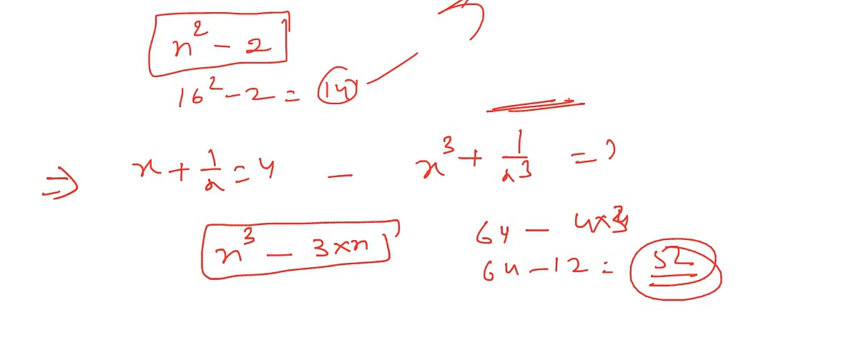 n² - 2
16² - 2 = 14
⇒ x + 1/x = 4 - x³ + 1/x³ = ?
n³ - 3×n
64 - 4×3
64 - 12 = 52